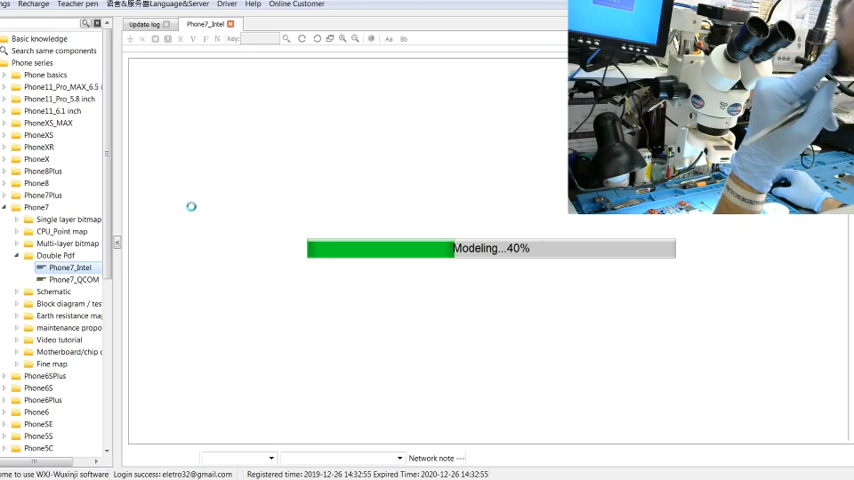 ngs Recharge Teacher pen 语言&服务器Language&Server Driver Help Online Customer
Update log Phone7_Intel
Key: Aa Bb
Basic knowledge
Search same components
Phone series
Phone basics
Phone11_Pro_MAX_6.5 i
Phone11_Pro_5.8 inch
Phone11_6.1 inch
PhoneXS_MAX
PhoneXS
PhoneXR
PhoneX
Phone8Plus
Phone8
Phone7Plus
Phone7
Single layer bitmap
CPU_Point map
Multi-layer bitmap
Double Pdf
Phone7_Intel
Phone7_QCOM
Schematic
Block diagram / tes
Earth resistance ma
maintenance propo
Video tutorial
Motherboard/chip c
Fine map
Phone6SPlus
Phone6S
Phone6Plus
Phone6
PhoneSE
Phone5S
Phone5C
Modeling...40%
Network note ---
me to use WXJ-Wuxinji software Login success: eletro32@gmail.com Registered time: 2019-12-26 14:32:55 Expired Time: 2020-12-26 14:32:55